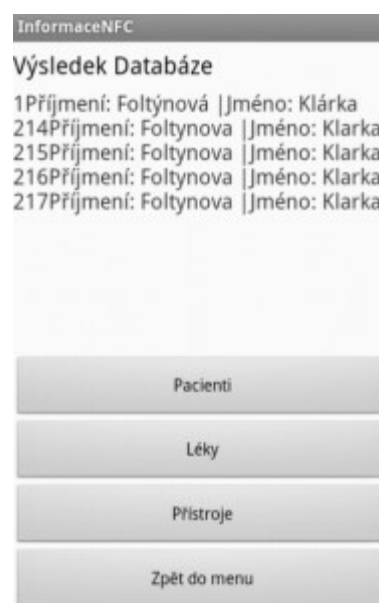 InformaceNFC
Výsledek Databáze
1Příjmení: Foltýnová |Jméno: Klárka
214Příjmení: Foltynova |Jméno: Klarka
215Příjmení: Foltynova |Jméno: Klarka
216Příjmení: Foltynova |Jméno: Klarka
217Příjmení: Foltynova |Jméno: Klarka
Pacienti
Léky
Přístroje
Zpět do menu